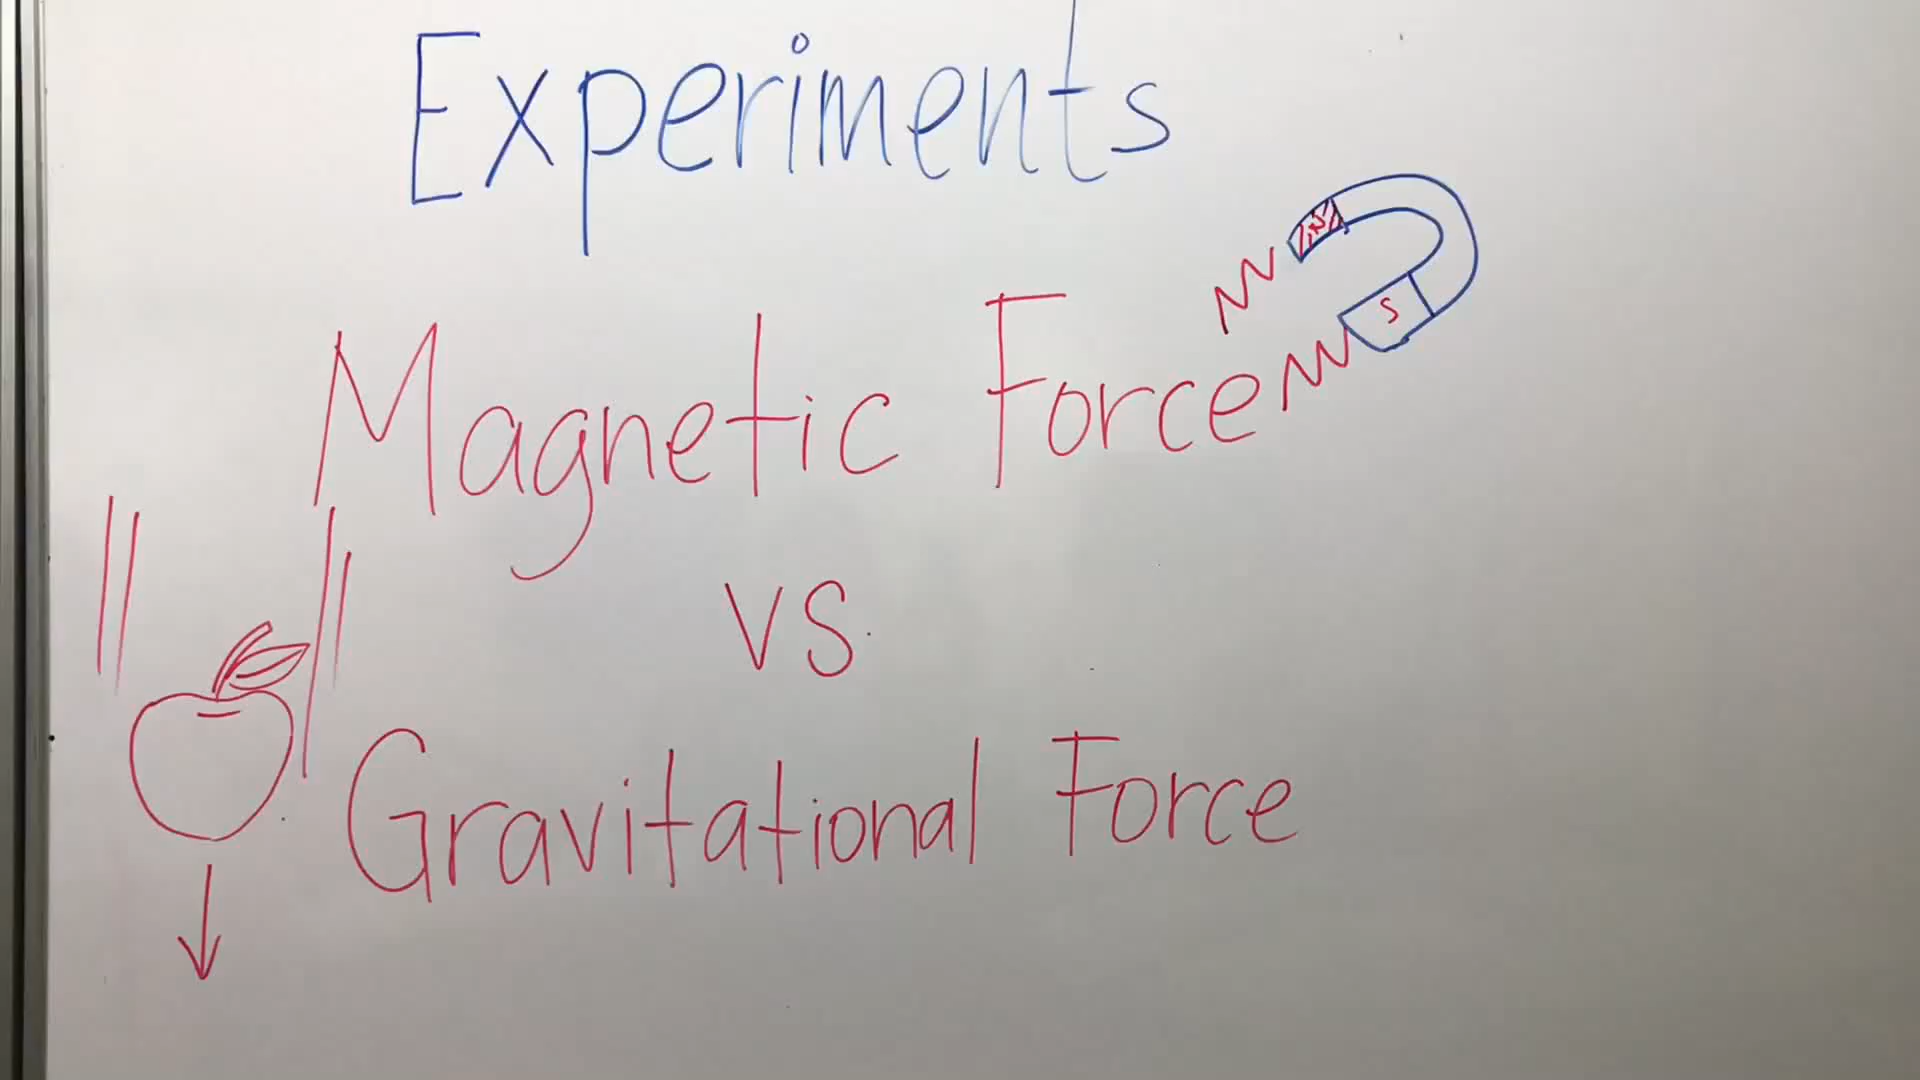 Experiments
N
S
Magnetic Force
VS
Gravitational Force